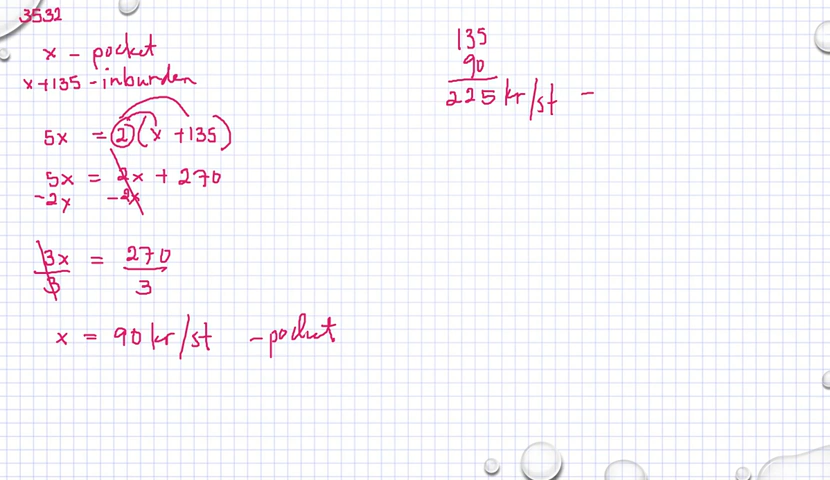 3532
x - pocket
x+135 - inbunden
5x = 2(x + 135)
5x = 2x + 270
-2x -2x
3x = 270
3 3
x = 90 kr/st - pocket
135
90
225 kr/st -